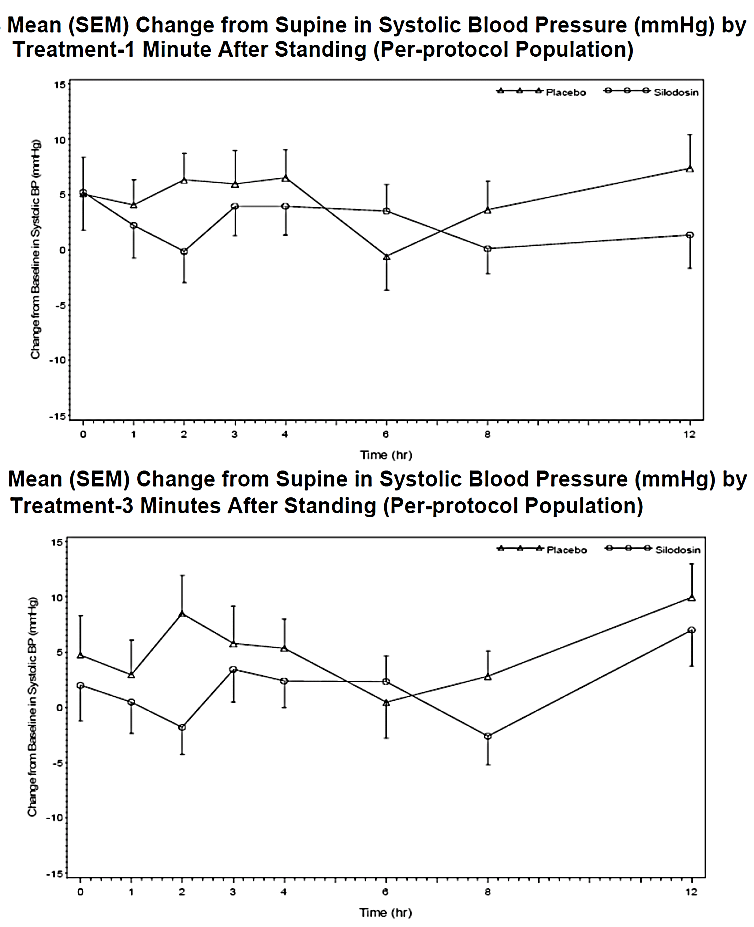 Mean (SEM) Change from Supine in Systolic Blood Pressure (mmHg) by
Treatment-1 Minute After Standing (Per-protocol Population)
Placebo Silodosin
Change from Baseline in Systolic BP (mmHg)
15
10
5
0
-5
-10
-15
0 1 2 3 4 6 8 12
Time (hr)
Mean (SEM) Change from Supine in Systolic Blood Pressure (mmHg) by
Treatment-3 Minutes After Standing (Per-protocol Population)
Placebo Silodosin
Change from Baseline in Systolic BP (mmHg)
15
10
5
0
-5
-10
-15
0 1 2 3 4 6 8 12
Time (hr)